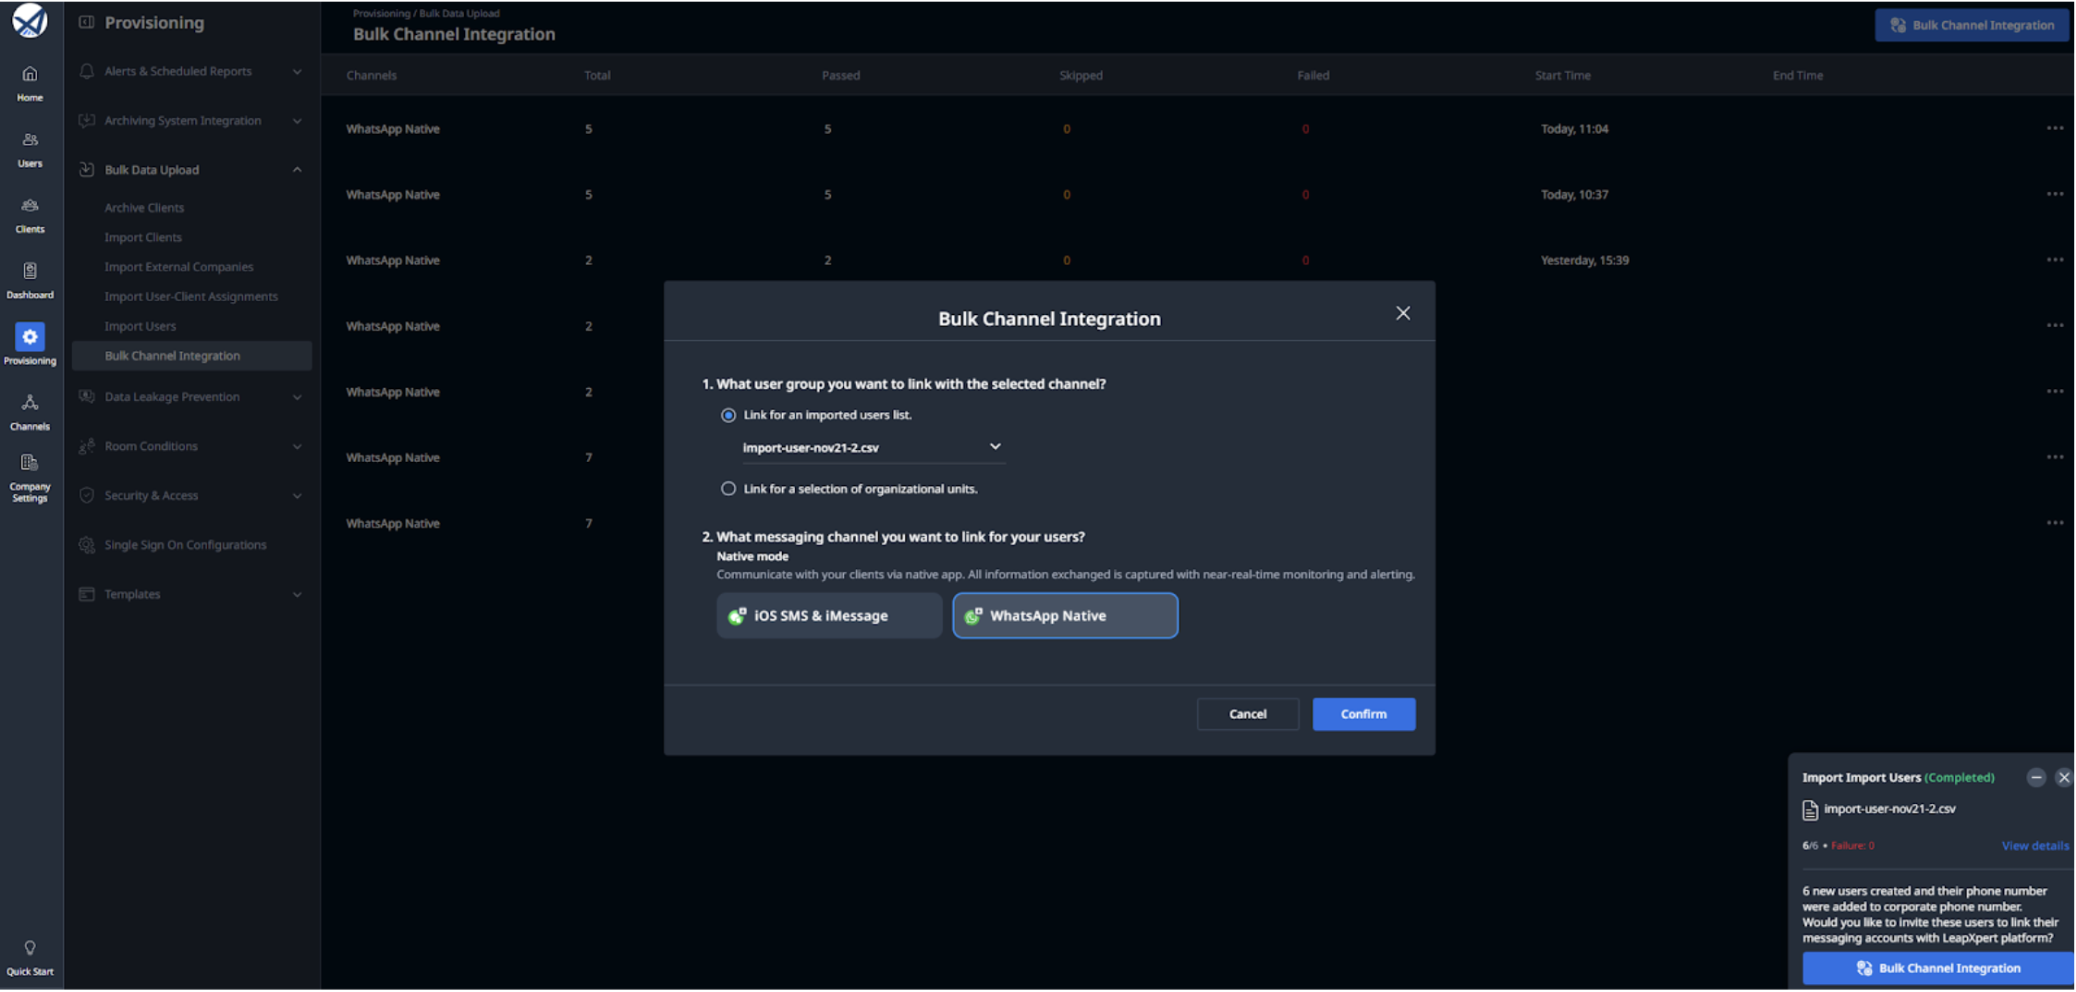 Home
Users
Clients
Dashboard
Provisioning
Channels
Company
Settings
Quick Start
Provisioning
Alerts & Scheduled Reports
Archiving System Integration
Bulk Data Upload
Archive Clients
Import Clients
Import External Companies
Import User-Client Assignments
Import Users
Bulk Channel Integration
Data Leakage Prevention
Room Conditions
Security & Access
Single Sign On Configurations
Templates
Provisioning / Bulk Data Upload
Bulk Channel Integration
Bulk Channel Integration
Channels Total Passed Skipped Failed Start Time End Time
WhatsApp Native 5 5 0 0 Today, 11:04
WhatsApp Native 5 5 0 0 Today, 10:37
WhatsApp Native 2 2 0 0 Yesterday, 15:39
WhatsApp Native 2
WhatsApp Native 2
WhatsApp Native 7
WhatsApp Native 7
Bulk Channel Integration
1. What user group you want to link with the selected channel?
Link for an imported users list.
import-user-nov21-2.csv
Link for a selection of organizational units.
2. What messaging channel you want to link for your users?
Native mode
Communicate with your clients via native app. All information exchanged is captured with near-real-time monitoring and alerting.
iOS SMS & iMessage
WhatsApp Native
Cancel
Confirm
Import Import Users (Completed)
import-user-nov21-2.csv
6/6 • Failure: 0
View details
6 new users created and their phone number
were added to corporate phone number.
Would you like to invite these users to link their
messaging accounts with LeapXpert platform?
Bulk Channel Integration